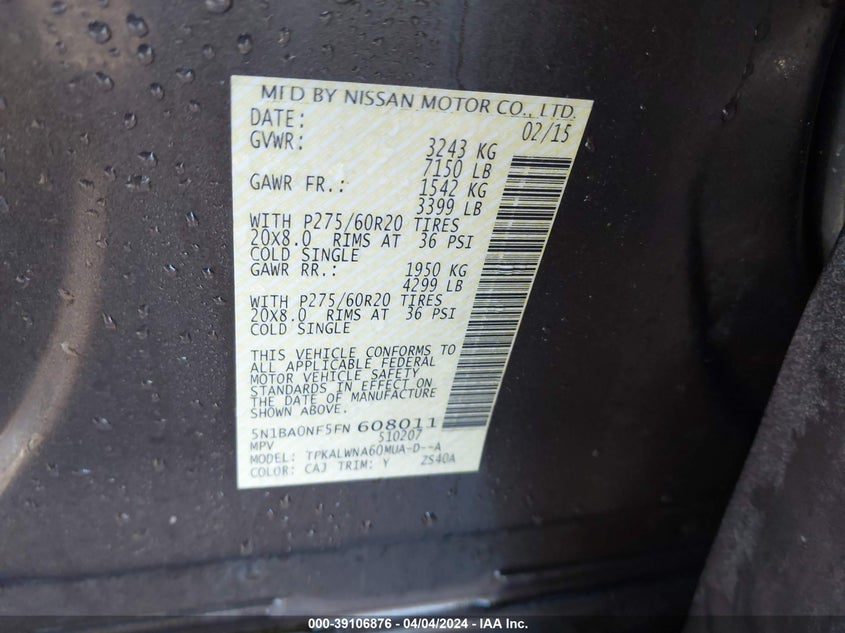 MFD BY NISSAN MOTOR CO., LTD.
DATE: 02/15
GVWR: 3243 KG
7150 LB
GAWR FR.: 1542 KG
3399 LB
WITH P275/60R20 TIRES
20X8.0 RIMS AT 36 PSI
COLD SINGLE
GAWR RR.: 1950 KG
4299 LB
WITH P275/60R20 TIRES
20X8.0 RIMS AT 36 PSI
COLD SINGLE
THIS VEHICLE CONFORMS TO
ALL APPLICABLE FEDERAL
MOTOR VEHICLE SAFETY
STANDARDS IN EFFECT ON
THE DATE OF MANUFACTURE
SHOWN ABOVE.
5N1BA0NF5FN 608011
MPV 510207
MODEL: TPKALWNA60MUA-D--A
COLOR: CAJ TRIM: Y ZS40A
000-39106876 - 04/04/2024 - IAA Inc.